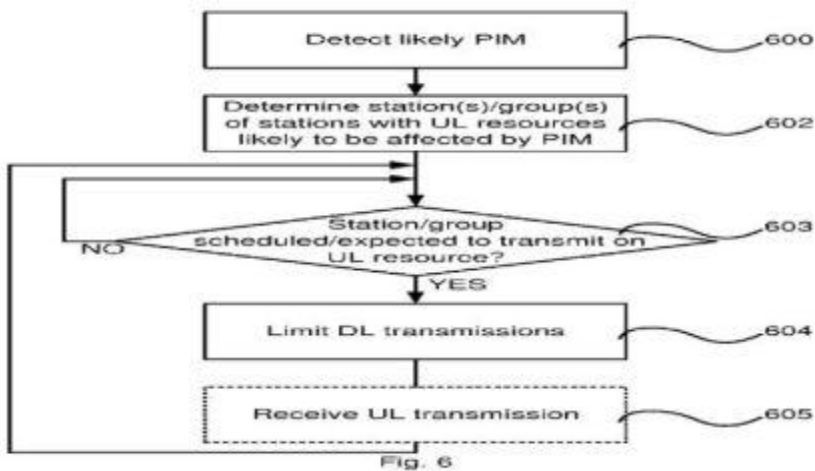 Detect likely PIM
600
Determine station(s)/group(s)
of stations with UL resources
likely to be affected by PIM
602
Station/group
scheduled/expected to transmit on
UL resource?
603
NO
YES
Limit DL transmissions
604
Receive UL transmission
605
Fig. 6